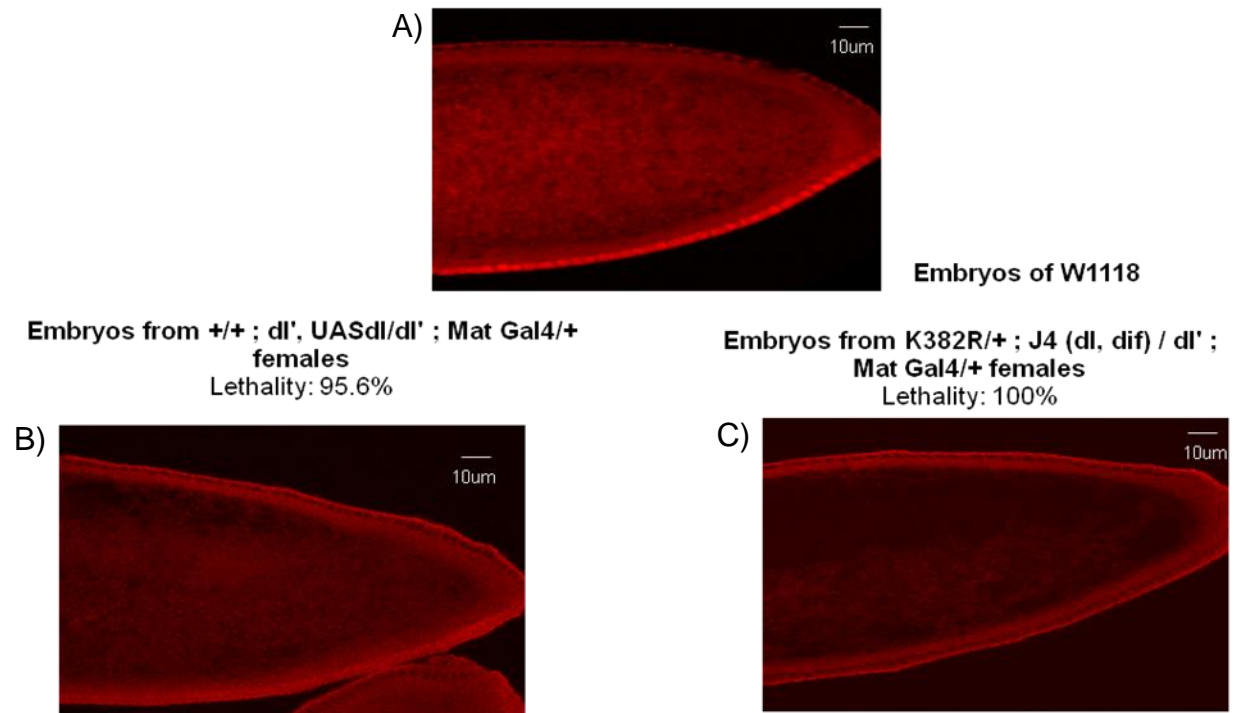 A)
10um
Embryos of W1118
Embryos from +/+ ; dl', UASdl/dl' ; Mat Gal4/+
females
Lethality: 95.6%
Embryos from K382R/+ ; J4 (dl, dif) / dl' ;
Mat Gal4/+ females
Lethality: 100%
B)
10um
C)
10um